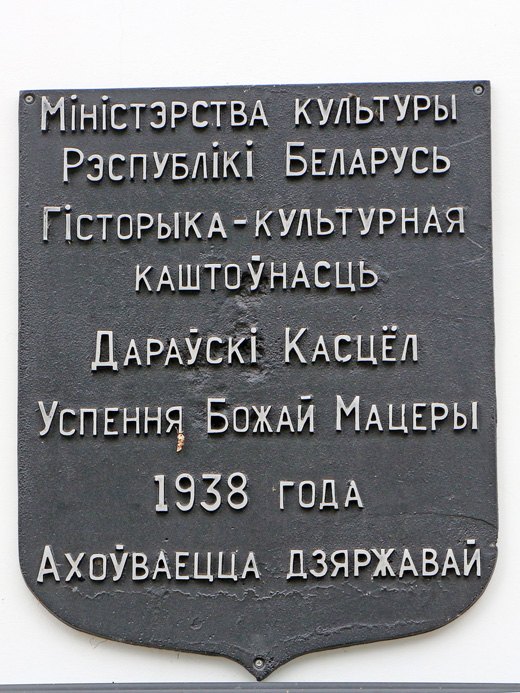 Міністэрства культуры
Рэспублікі Беларусь
Гісторыка-культурная
каштоўнасць
Дараўскі Касцёл
Успення Божай Мацеры
1938 года
Ахоўваецца дзяржавай